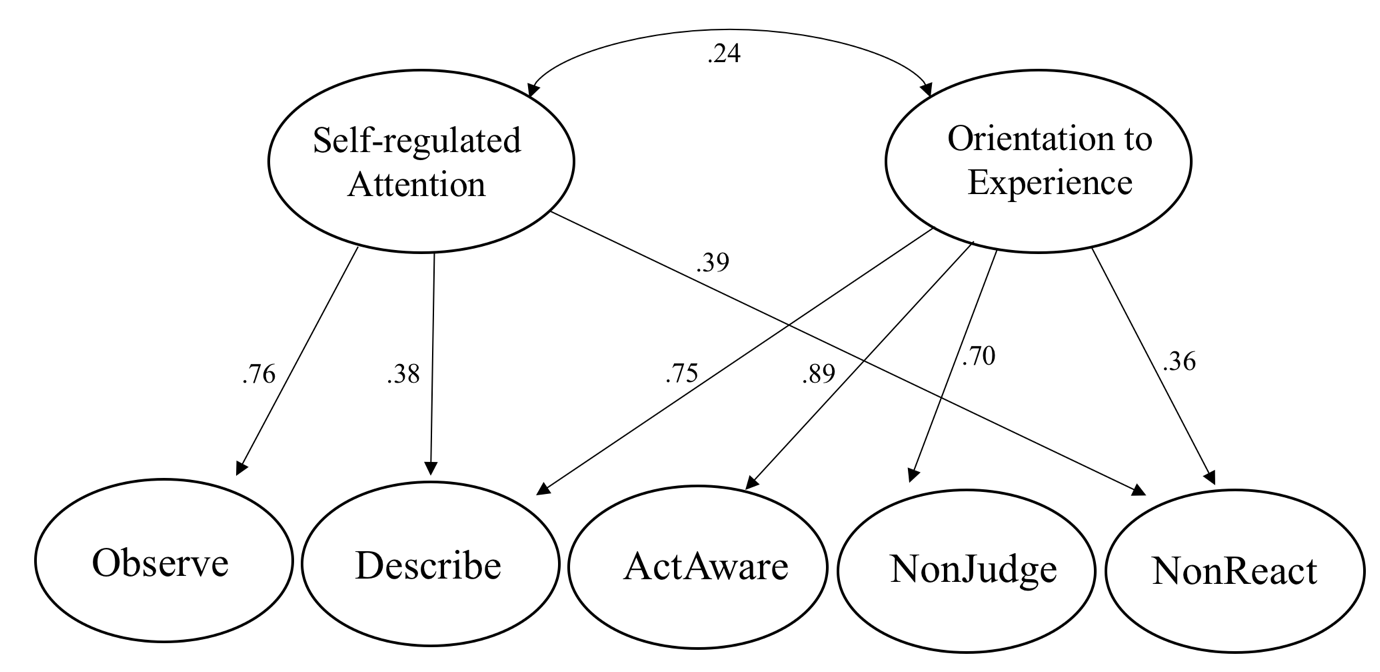 .24
Self-regulated
Attention
Orientation to
Experience
.39
.76
.38
.75
.89
.70
.36
Observe
Describe
ActAware
NonJudge
NonReact